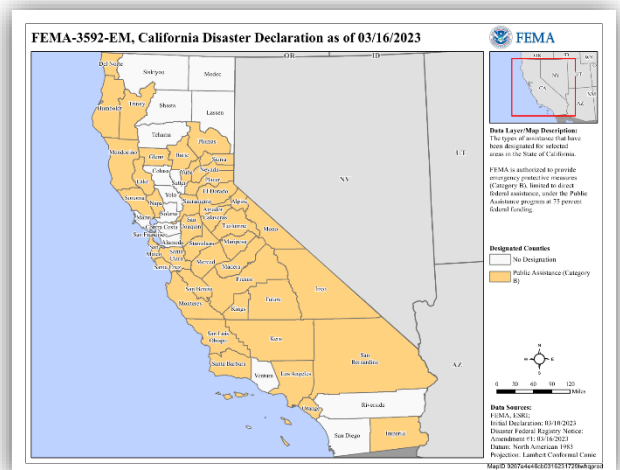 FEMA-3592-EM, California Disaster Declaration as of 03/16/2023
FEMA
OR
ID
NV
UT
AZ
Del Norte
Siskiyou
Modoc
Humboldt
Trinity
Shasta
Lassen
Tehama
Plumas
Mendocino
Glenn
Butte
Sierra
Colusa
Yuba
Nevada
Lake
Sutter
Placer
Yolo
El Dorado
Sonoma
Napa
Sacramento
Alpine
Solano
Amador
Marin
Calaveras
Contra Costa
San Joaquin
Tuolumne
Mono
San Francisco
Alameda
Stanislaus
Mariposa
San Mateo
Santa Clara
Merced
Madera
Santa Cruz
San Benito
Fresno
Inyo
Monterey
Kings
Tulare
San Luis Obispo
Kern
San Bernardino
Santa Barbara
Ventura
Los Angeles
Orange
Riverside
San Diego
Imperial
OR
ID
WY
NV
UT
CA
AZ
NM
Data Layer/Map Description:
The types of assistance that have
been designated for selected
areas in the State of California.
FEMA is authorized to provide
emergency protective measures
(Category B), limited to direct
federal assistance, under the Public
Assistance program at 75 percent
federal funding.
Designated Counties
No Designation
Public Assistance (Category
B)
N
W E
S
0 30 60 90 120
Miles
Data Sources:
FEMA, ESRI;
Initial Declaration: 03/10/2023
Disaster Federal Registry Notice:
Amendment #1: 03/16/2023
Datum: North American 1983
Projection: Lambert Conformal Conic